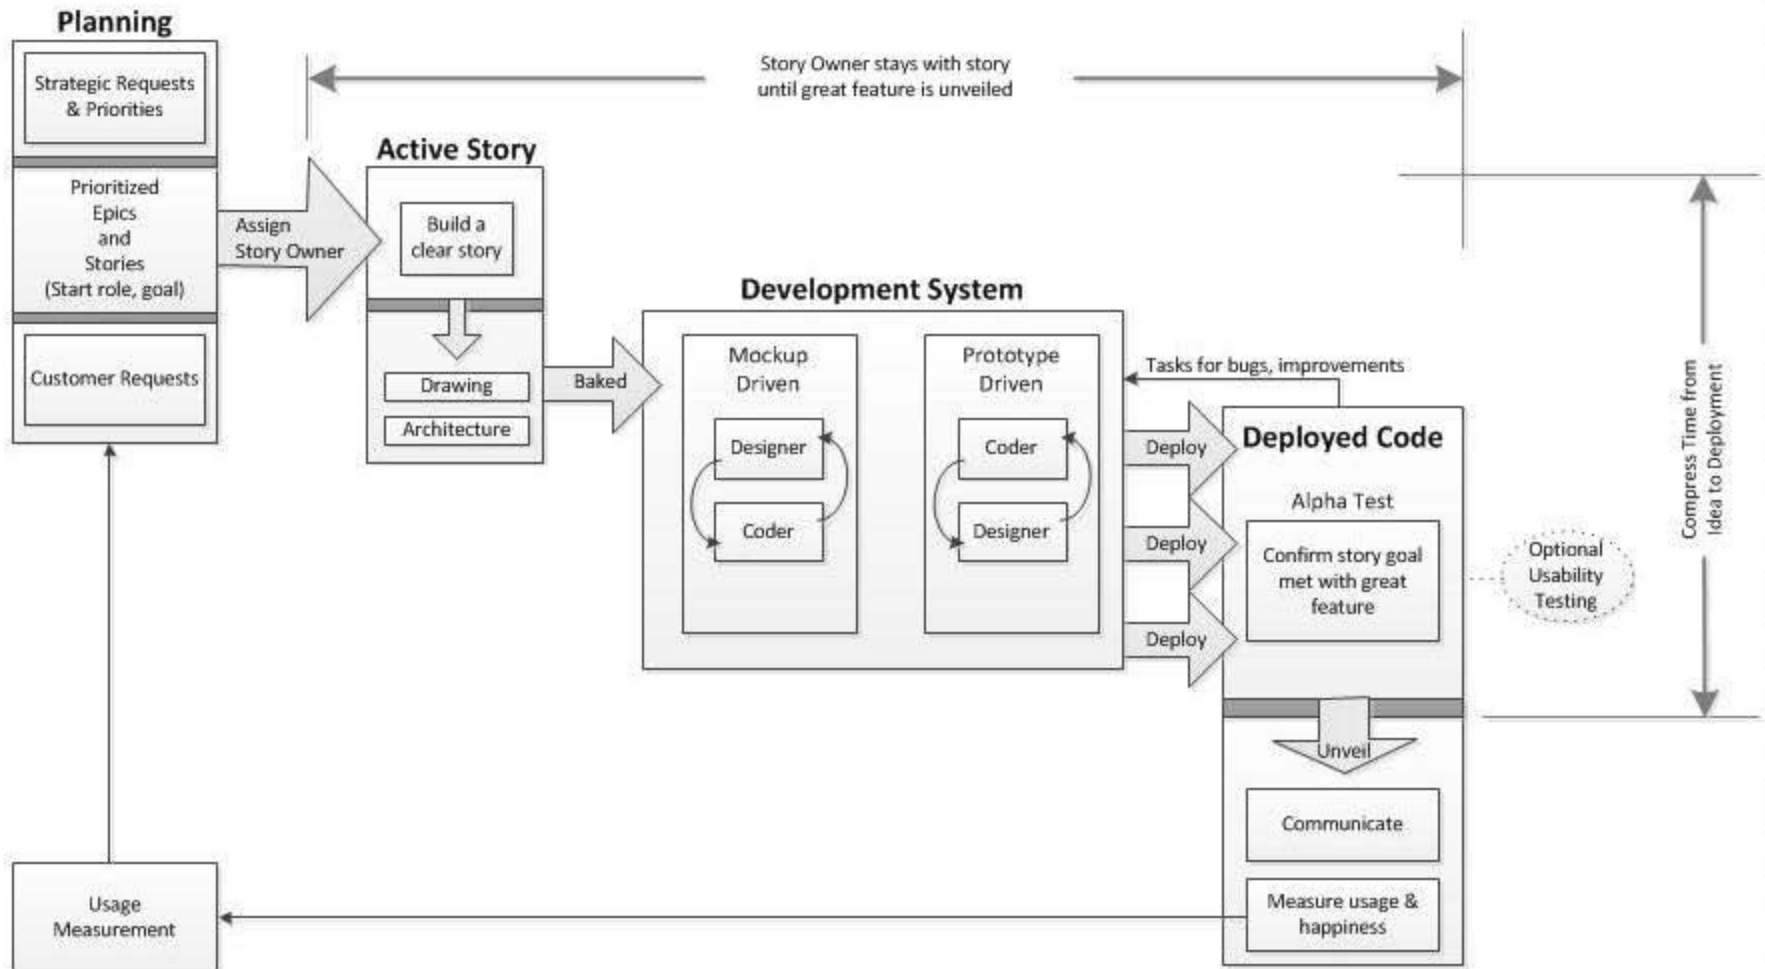 Planning
Strategic Requests
& Priorities
Prioritized
Epics
and
Stories
(Start role, goal)
Customer Requests
Assign
Story Owner
Story Owner stays with story
until great feature is unveiled
Active Story
Build a
clear story
Drawing
Architecture
Baked
Development System
Mockup
Driven
Designer
Coder
Prototype
Driven
Coder
Designer
Tasks for bugs, improvements
Deploy
Deploy
Deploy
Deployed Code
Alpha Test
Confirm story goal
met with great
feature
Optional
Usability
Testing
Compress Time from
Idea to Deployment
Unveil
Communicate
Measure usage &
happiness
Usage
Measurement